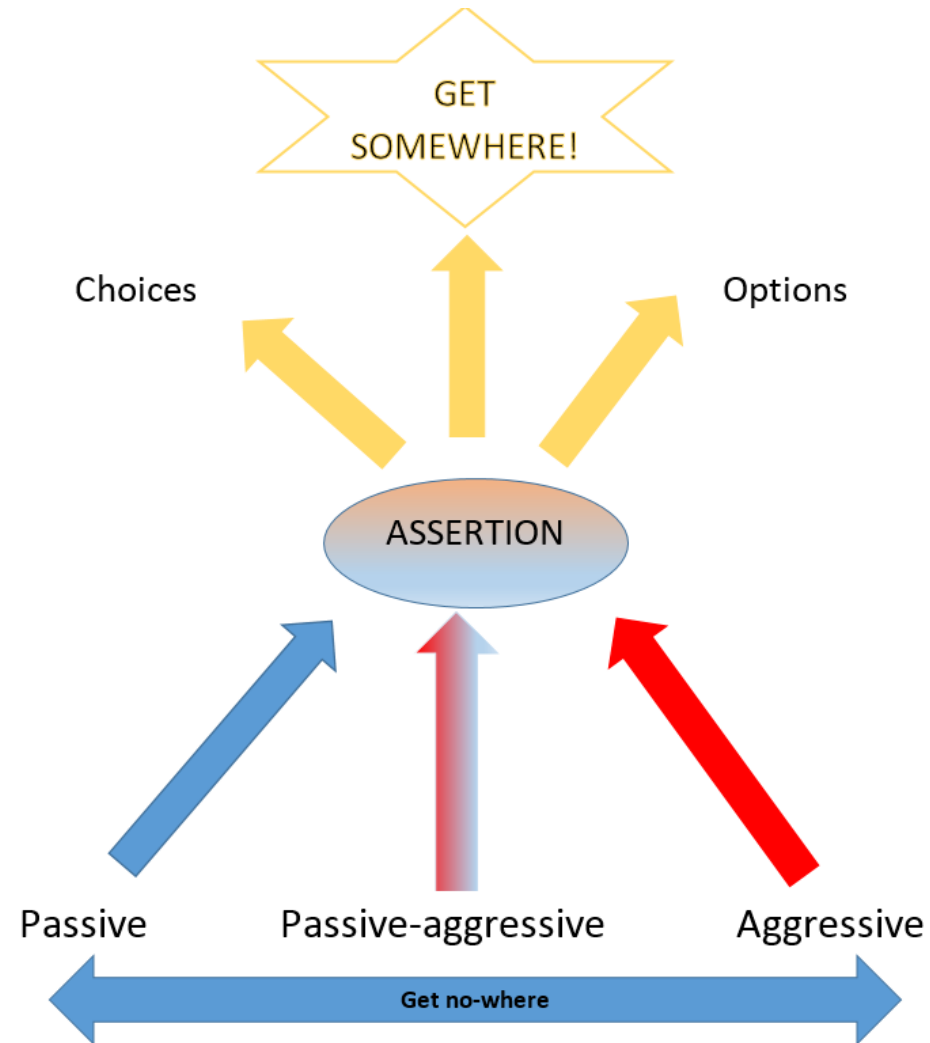 GET
SOMEWHERE!
Choices
Options
ASSERTION
Passive
Passive-aggressive
Aggressive
Get no-where